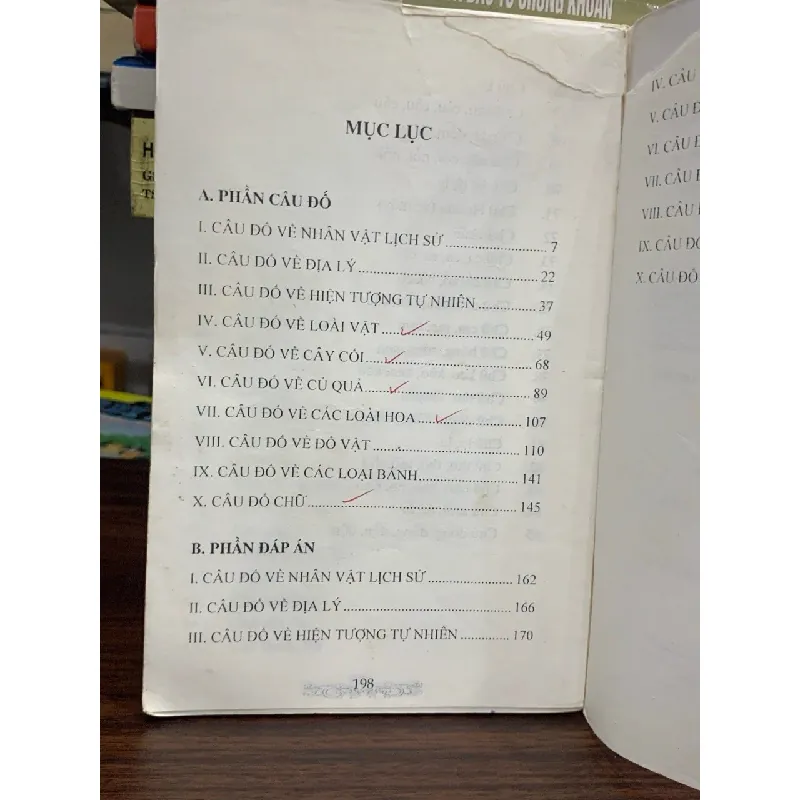 ĐẦU TƯ CHỨNG KHOÁN
MỤC LỤC
A. PHẦN CÂU ĐỐ
I. CÂU ĐỐ VỀ NHÂN VẬT LỊCH SỬ ........ 7
II. CÂU ĐỐ VỀ ĐỊA LÝ ........ 22
III. CÂU ĐỐ VỀ HIỆN TƯỢNG TỰ NHIÊN ........ 37
IV. CÂU ĐỐ VỀ LOÀI VẬT ........ 49
V. CÂU ĐỐ VỀ CÂY CỐI ........ 68
VI. CÂU ĐỐ VỀ CỦ QUẢ ........ 89
VII. CÂU ĐỐ VỀ CÁC LOÀI HOA ........ 107
VIII. CÂU ĐỐ VỀ ĐỒ VẬT ........ 110
IX. CÂU ĐỐ VỀ CÁC LOẠI BÁNH ........ 141
X. CÂU ĐỐ CHỮ ........ 145
B. PHẦN ĐÁP ÁN
I. CÂU ĐỐ VỀ NHÂN VẬT LỊCH SỬ ........ 162
II. CÂU ĐỐ VỀ ĐỊA LÝ ........ 166
III. CÂU ĐỐ VỀ HIỆN TƯỢNG TỰ NHIÊN ........ 170
198
IV. CÂU
V. CÂU Đ
VI. CÂU Đ
VII. CÂU
VIII. CÂU
IX. CÂU ĐỐ
X. CÂU ĐỐ